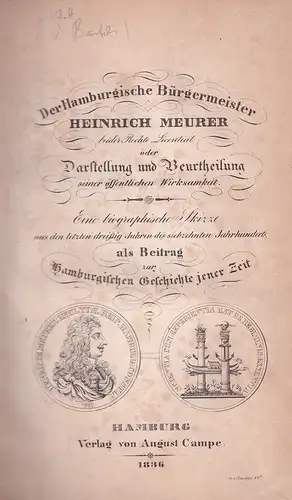 Der Hamburgische Bürgermeister
HEINRICH MEURER
beider Rechte Licentiat
oder
Darstellung und Beurtheilung
seiner öffentlichen Wirksamkeit.
Eine biographische Skizze
aus den letzten dreißig Jahren des siebzehnten Jahrhunderts
als Beitrag
zur
Hamburgischen Geschichte jener Zeit
HAMBURG
Verlag von August Campe
1836